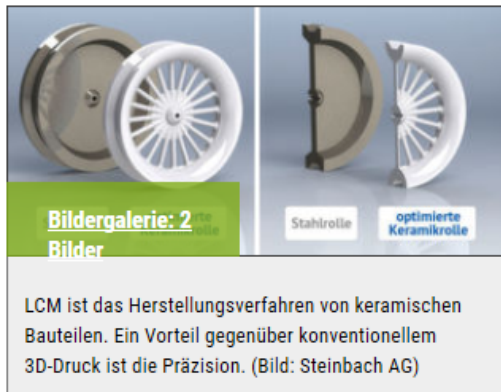 Bildergalerie: 2
Bilder
Stahlrolle
optimierte
Keramikrolle
LCM ist das Herstellungsverfahren von keramischen
Bauteilen. Ein Vorteil gegenüber konventionellem
3D-Druck ist die Präzision. (Bild: Steinbach AG)